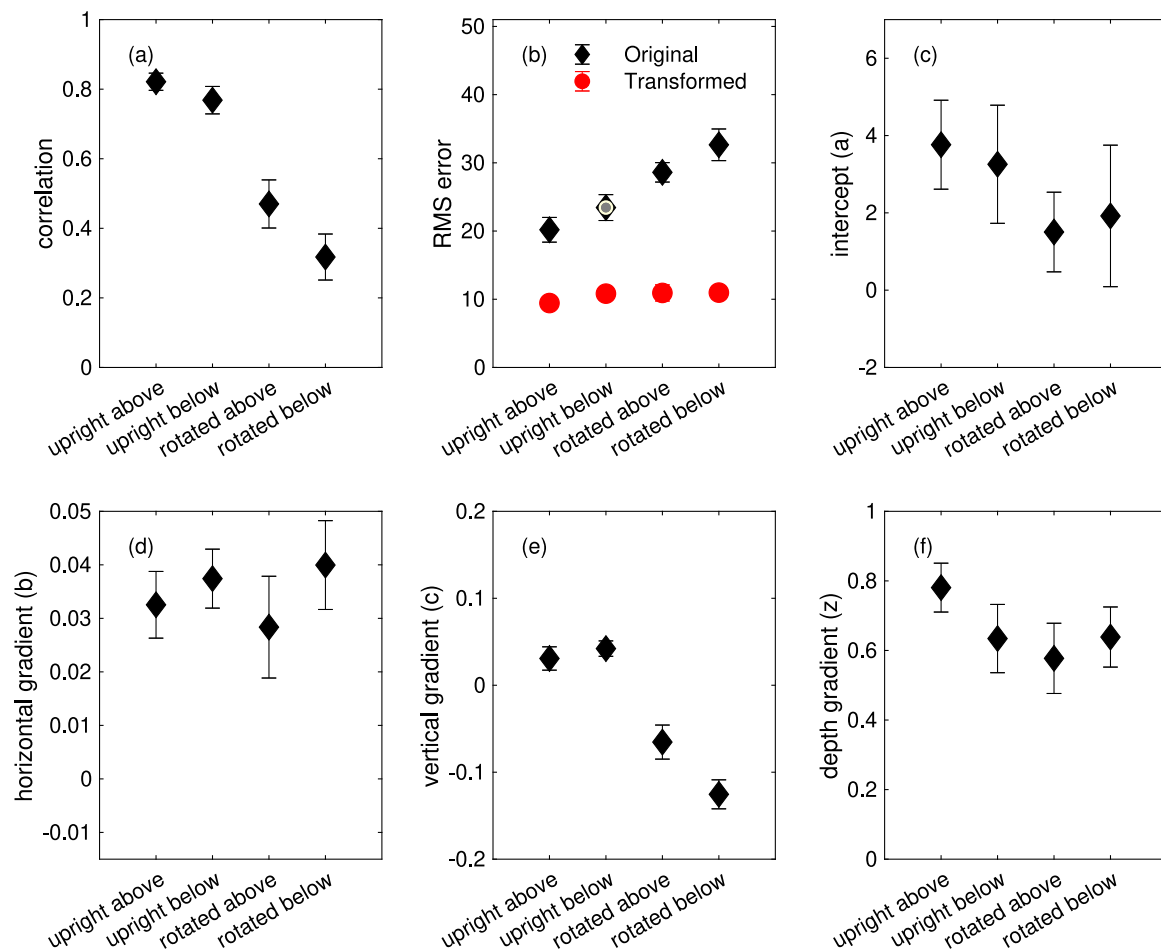 correlation
1
0.8
0.6
0.4
0.2
0
(a)
upright above
upright below
rotated above
rotated below
RMS error
50
40
30
20
10
0
(b)
Original
Transformed
upright above
upright below
rotated above
rotated below
intercept (a)
6
4
2
0
-2
(c)
upright above
upright below
rotated above
rotated below
horizontal gradient (b)
0.05
0.04
0.03
0.02
0.01
0
-0.01
(d)
upright above
upright below
rotated above
rotated below
vertical gradient (c)
0.2
0.1
0
-0.1
-0.2
(e)
upright above
upright below
rotated above
rotated below
depth gradient (z)
1
0.8
0.6
0.4
0.2
0
(f)
upright above
upright below
rotated above
rotated below